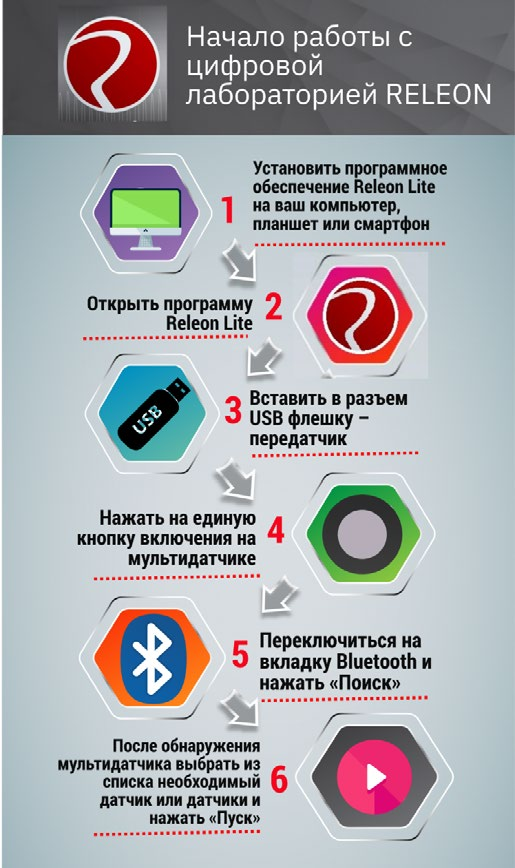 Начало работы с
цифровой
лабораторией RELEON
1
Установить программное
обеспечение Releon Lite
на ваш компьютер,
планшет или смартфон
Открыть программу
Releon Lite
2
USB
3
Вставить в разъем
USB флешку –
передатчик
Нажать на единую
кнопку включения на
мультидатчике
4
5
Переключиться на
вкладку Bluetooth и
нажать «Поиск»
После обнаружения
мультидатчика выбрать из
списка необходимый
датчик или датчики и
нажать «Пуск»
6